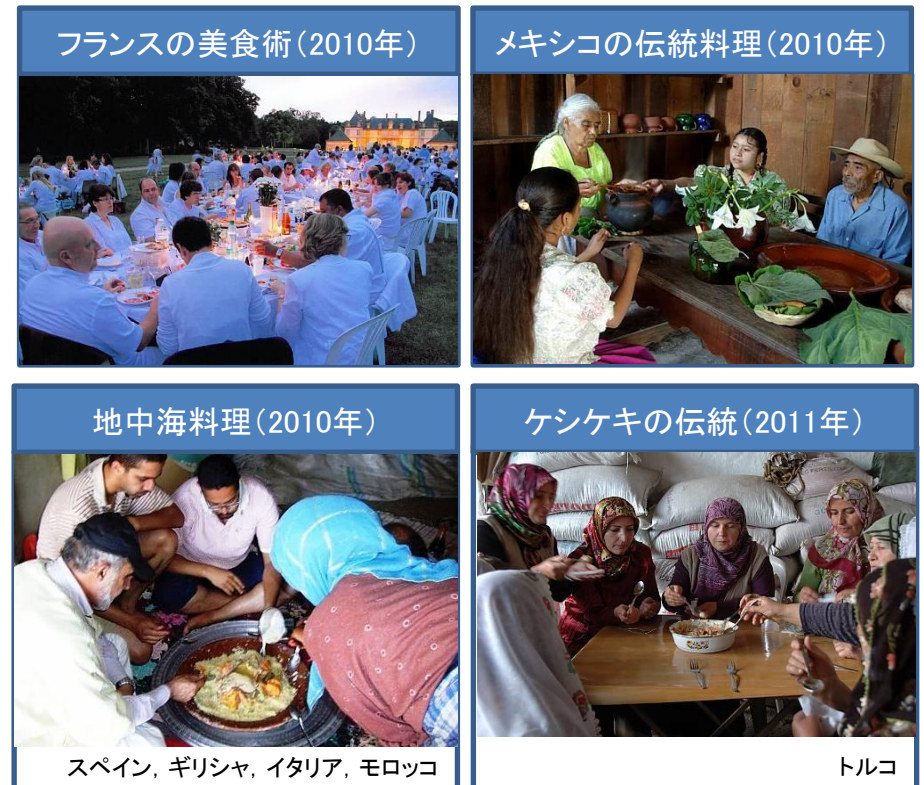 フランスの美食術(2010年)
メキシコの伝統料理(2010年)
地中海料理(2010年)
ケシケキの伝統(2011年)
スペイン, ギリシャ, イタリア, モロッコ
トルコ